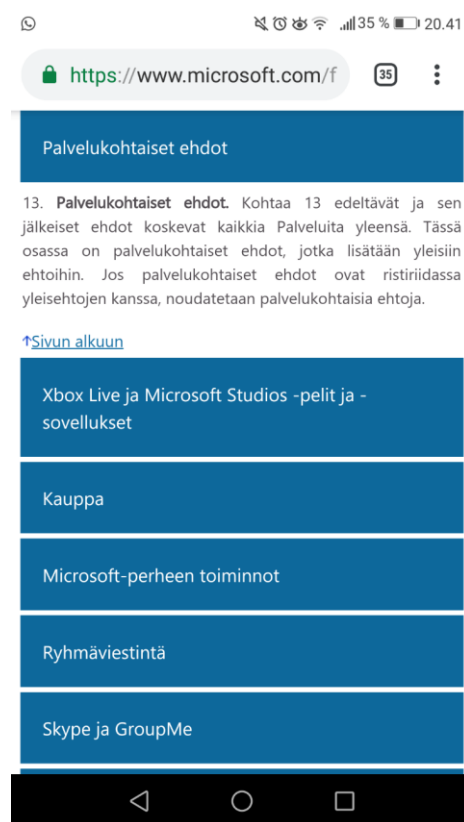 35 % 20.41
https://www.microsoft.com/f 35
Palvelukohtaiset ehdot
13. Palvelukohtaiset ehdot. Kohtaa 13 edeltävät ja sen
jälkeiset ehdot koskevat kaikkia Palveluita yleensä. Tässä
osassa on palvelukohtaiset ehdot, jotka lisätään yleisiin
ehtoihin. Jos palvelukohtaiset ehdot ovat ristiriidassa
yleisehtojen kanssa, noudatetaan palvelukohtaisia ehtoja.
↑Sivun alkuun
Xbox Live ja Microsoft Studios -pelit ja -
sovellukset
Kauppa
Microsoft-perheen toiminnot
Ryhmäviestintä
Skype ja GroupMe